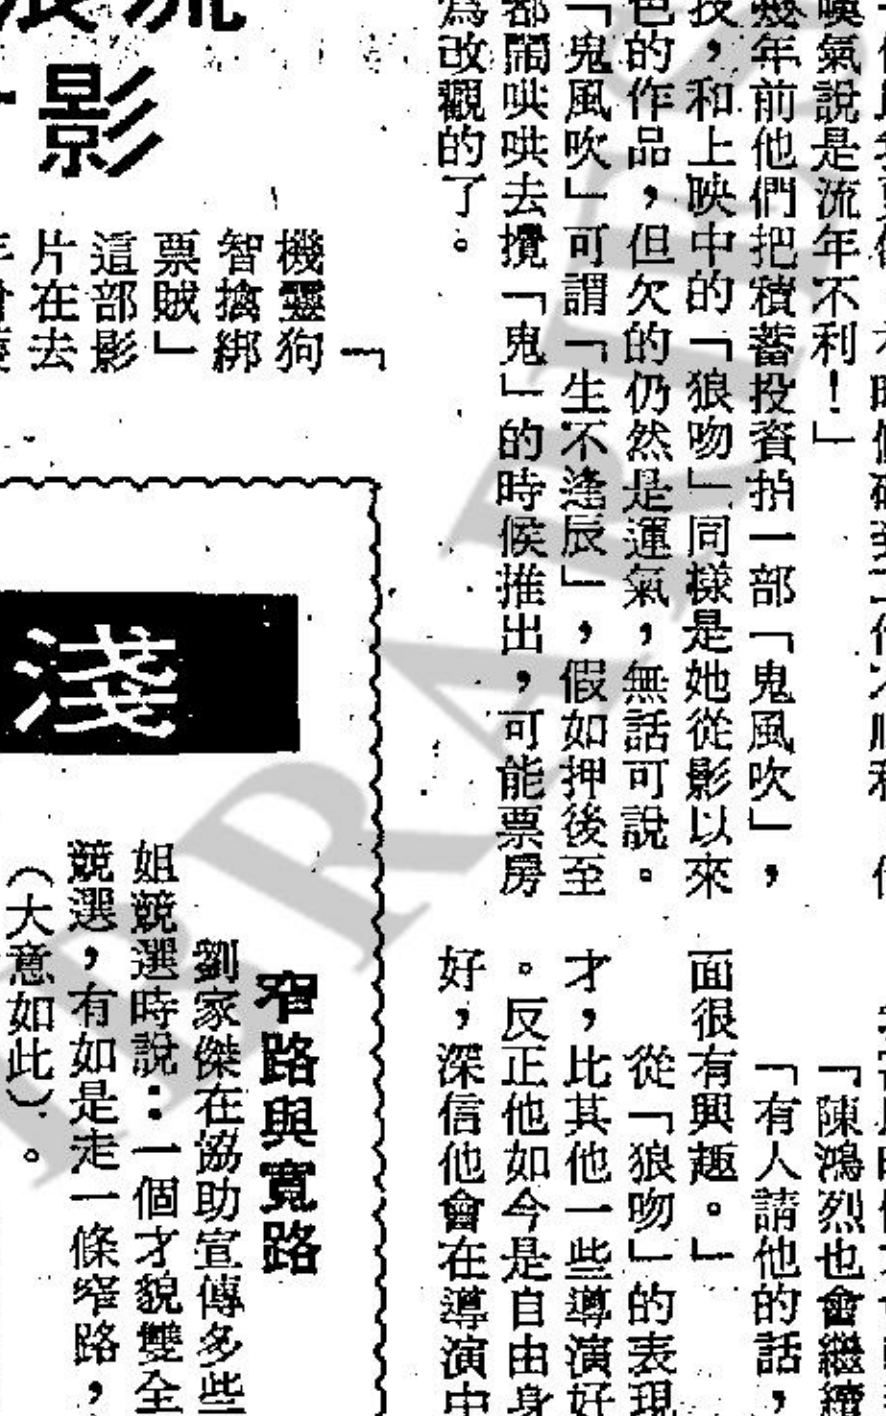 嘆氣說是流年不利！」
幾年前他們把積蓄投資拍一部「鬼風吹」，
投，和上映中的「狼吻」同樣是她從影以來
色的作品，但欠的仍然是運氣，無話可說。
「鬼風吹」可謂「生不逢辰」，假如押後至
都鬧哄哄去攪「鬼」的時候推出，可能票房
為改觀的了。
「陳鴻烈也會繼續
「有人請他的話，
面很有興趣。」
從「狼吻」的表現
才，比其他一些導演好
。反正他如今是自由身
好，深信他會在導演中
流
影
「
機靈狗
智擒綁
票賊」
這部影
片在去
淺
窄路與寬路
劉家傑在協助宣傳多些
姐競選時說：一個才貌雙全
競選，有如是走一條窄路，
（大意如此）。